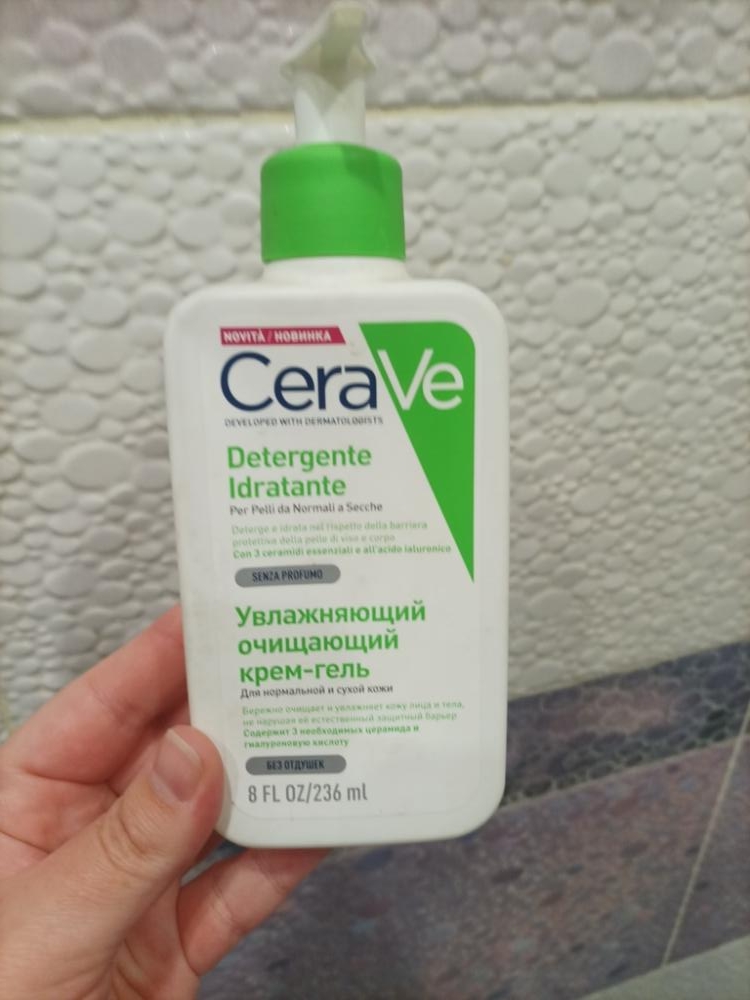 NOVITÀ / НОВИНКА
CeraVe
DEVELOPED WITH DERMATOLOGISTS
Detergente
Idratante
Per Pelli da Normali a Secche
Deterge e idrata nel rispetto della barriera
protettiva della pelle di viso e corpo
Con 3 ceramidi essenziali e all'acido ialuronico
SENZA PROFUMO
Увлажняющий
очищающий
крем-гель
Для нормальной и сухой кожи
Бережно очищает и увлажняет кожу лица и тела,
не нарушая её естественный защитный барьер
Содержит 3 необходимых церамида и
гиалуроновую кислоту
БЕЗ ОТДУШЕК
8 FL OZ/236 ml